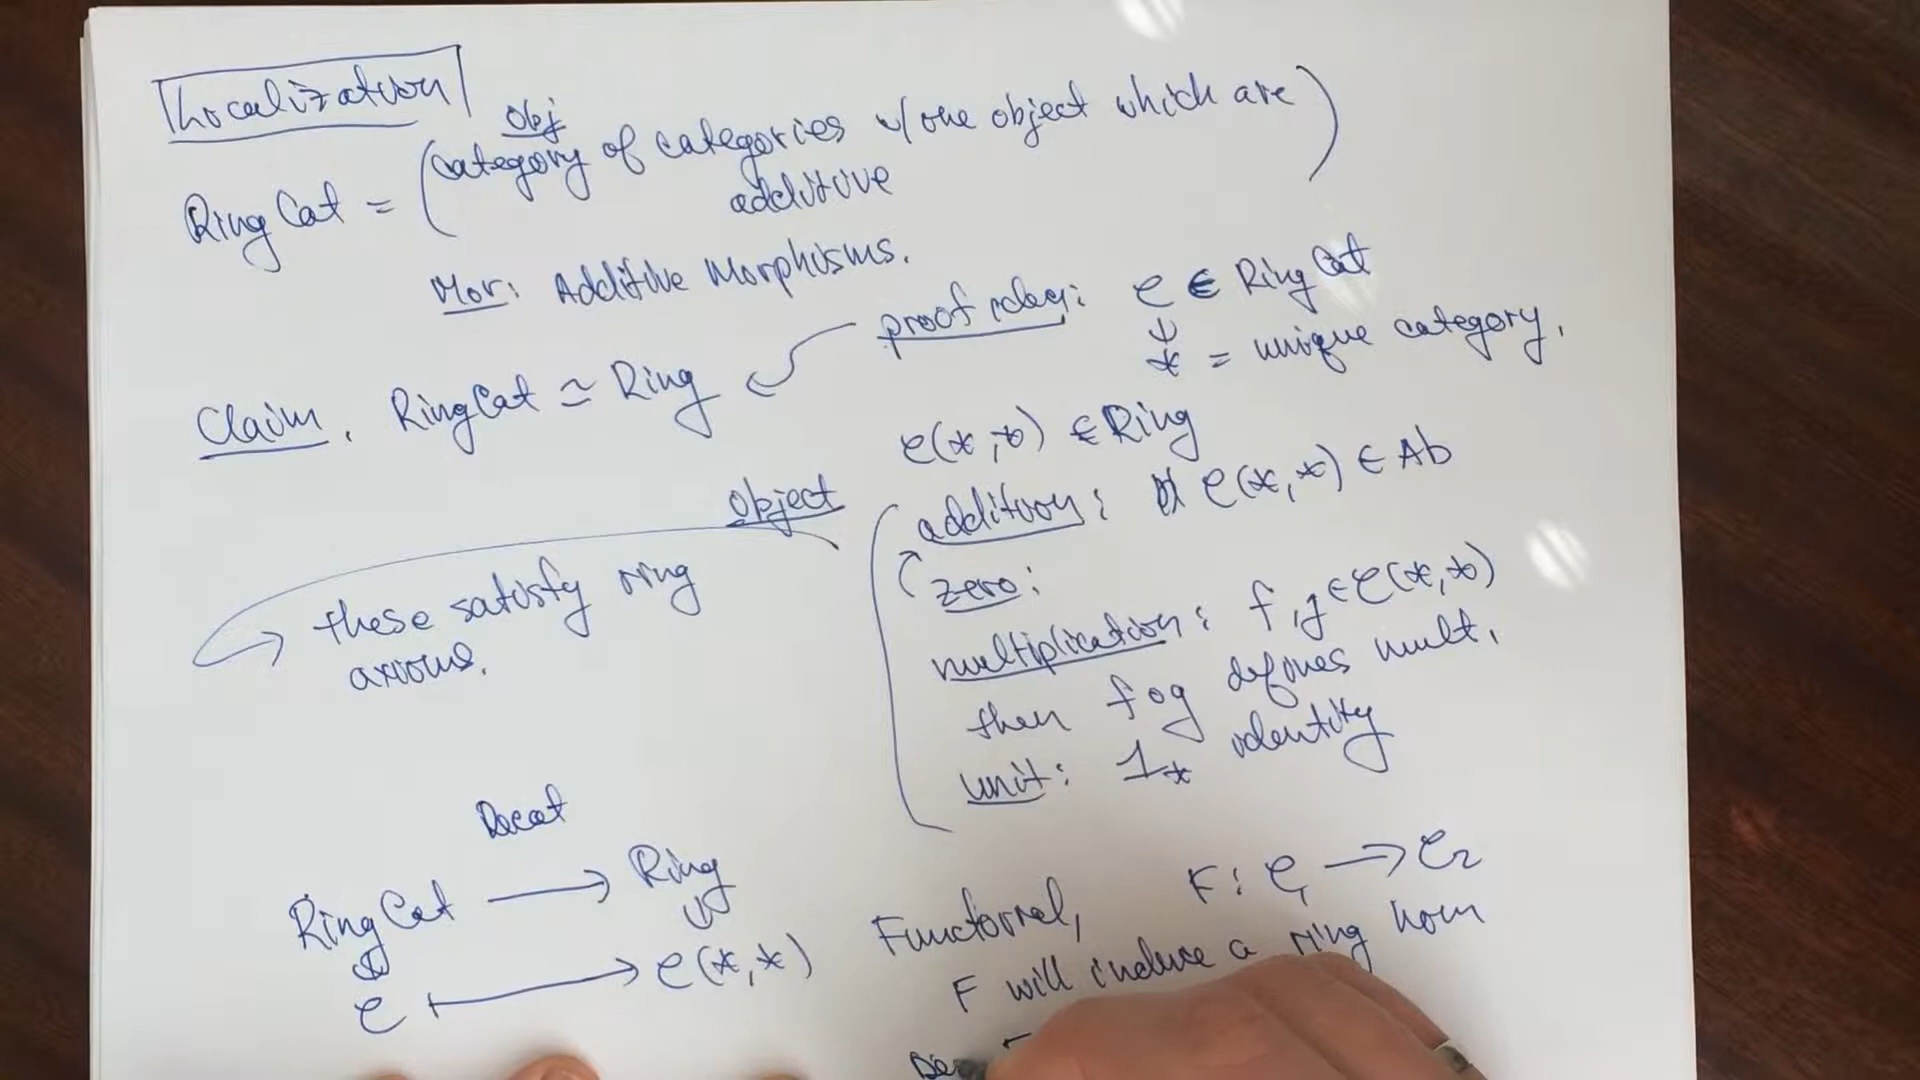 Localization
Obj
RingCat = (category of categories w/one object which are
additive)
Mor: Additive Morphisms.
proof idea: C ∈ RingCat
* = unique category.
Claim. RingCat ≃ Ring
C(*,*) ∈ Ring
Object
addition: C(*,*) ∈ Ab
zero:
these satisfy ring
axioms.
multiplication: f,g ∈ C(*,*)
then f∘g defines mult.
unit: 1* identity
Decat
RingCat → Ring
C ↦ C(*,*)
Functorial, F: C1 → C2
F will induce a ring hom